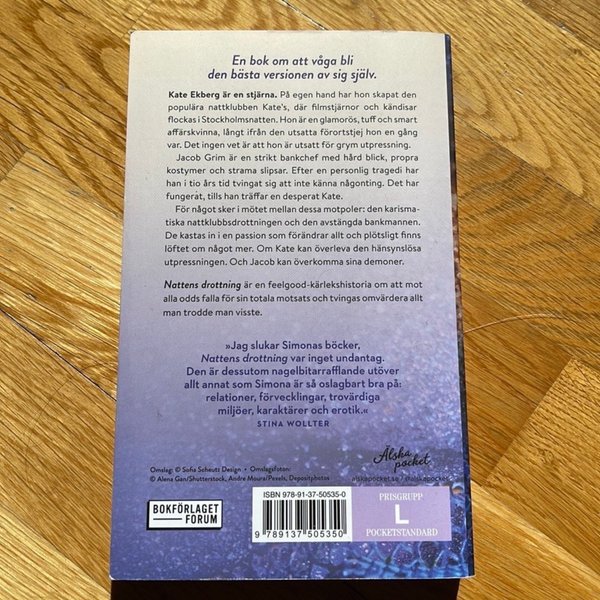 En bok om att våga bli
den bästa versionen av sig själv.
Kate Ekberg är en stjärna. På egen hand har hon skapat den
populära nattklubben Kate's, där filmstjärnor och kändisar
flockas i Stockholmsnatten. Hon är en glamorös, tuff och smart
affärskvinna, långt ifrån den utsatta förortstjej hon en gång
var. Det ingen vet är att hon är utsatt för grym utpressning.
Jacob Grim är en strikt bankchef med hård blick, propra
kostymer och strama slipsar. Efter en personlig tragedi har
han i tio års tid tvingat sig att inte känna någonting. Det har
fungerat, tills han träffar en desperat Kate.
För något sker i mötet mellan dessa motpoler: den karisma-
tiska nattklubbsdrottningen och den avstängda bankmannen.
De kastas in i en passion som förändrar allt och plötsligt finns
löftet om något mer. Om Kate kan överleva den hänsynslösa
utpressningen. Och Jacob kan överkomma sina demoner.
Nattens drottning är en feelgood-kärlekshistoria om att mot
alla odds falla för sin totala motsats och tvingas omvärdera allt
man trodde man visste.
»Jag slukar Simonas böcker,
Nattens drottning var inget undantag.
Den är dessutom nagelbitarrafflande utöver
allt annat som Simona är så oslagbart bra på:
relationer, förvecklingar, trovärdiga
miljöer, karaktärer och erotik.«
STINA WOLLTER
Älska
pocket
Omslag: © Sofia Scheutz Design • Omslagsfoton:
© Alena Gan/Shutterstock, Andre Moura/Pexels, Depositphotos
alskapocket.se / @alskapocket
BOKFÖRLAGET
FORUM
ISBN 978-91-37-50535-0
9 789137 505350
PRISGRUPP
L
POCKETSTANDARD